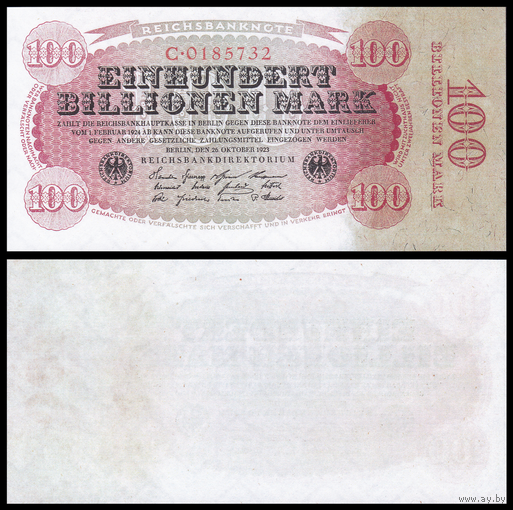 REICHSBANKNOTE
100
100
C·0185732
EINHUNDERT
BILLIONEN MARK
ZAHLT DIE REICHSBANKHAUPTKASSE IN BERLIN GEGEN DIESE BANKNOTE DEM EINLIEFERER.
VOM 1. FEBRUAR 1924 AB KANN DIESE BANKNOTE AUFGERUFEN UND UNTER UMTAUSCH
GEGEN ANDERE GESETZLICHE ZAHLUNGSMITTEL EINGEZOGEN WERDEN
BERLIN, DEN 26. OKTOBER 1923
REICHSBANKDIREKTORIUM
100
100
GEMACHTE ODER VERFÄLSCHTE SICH VERSCHAFFT UND IN VERKEHR BRINGT
100
BILLIONEN MARK
www.ay.by